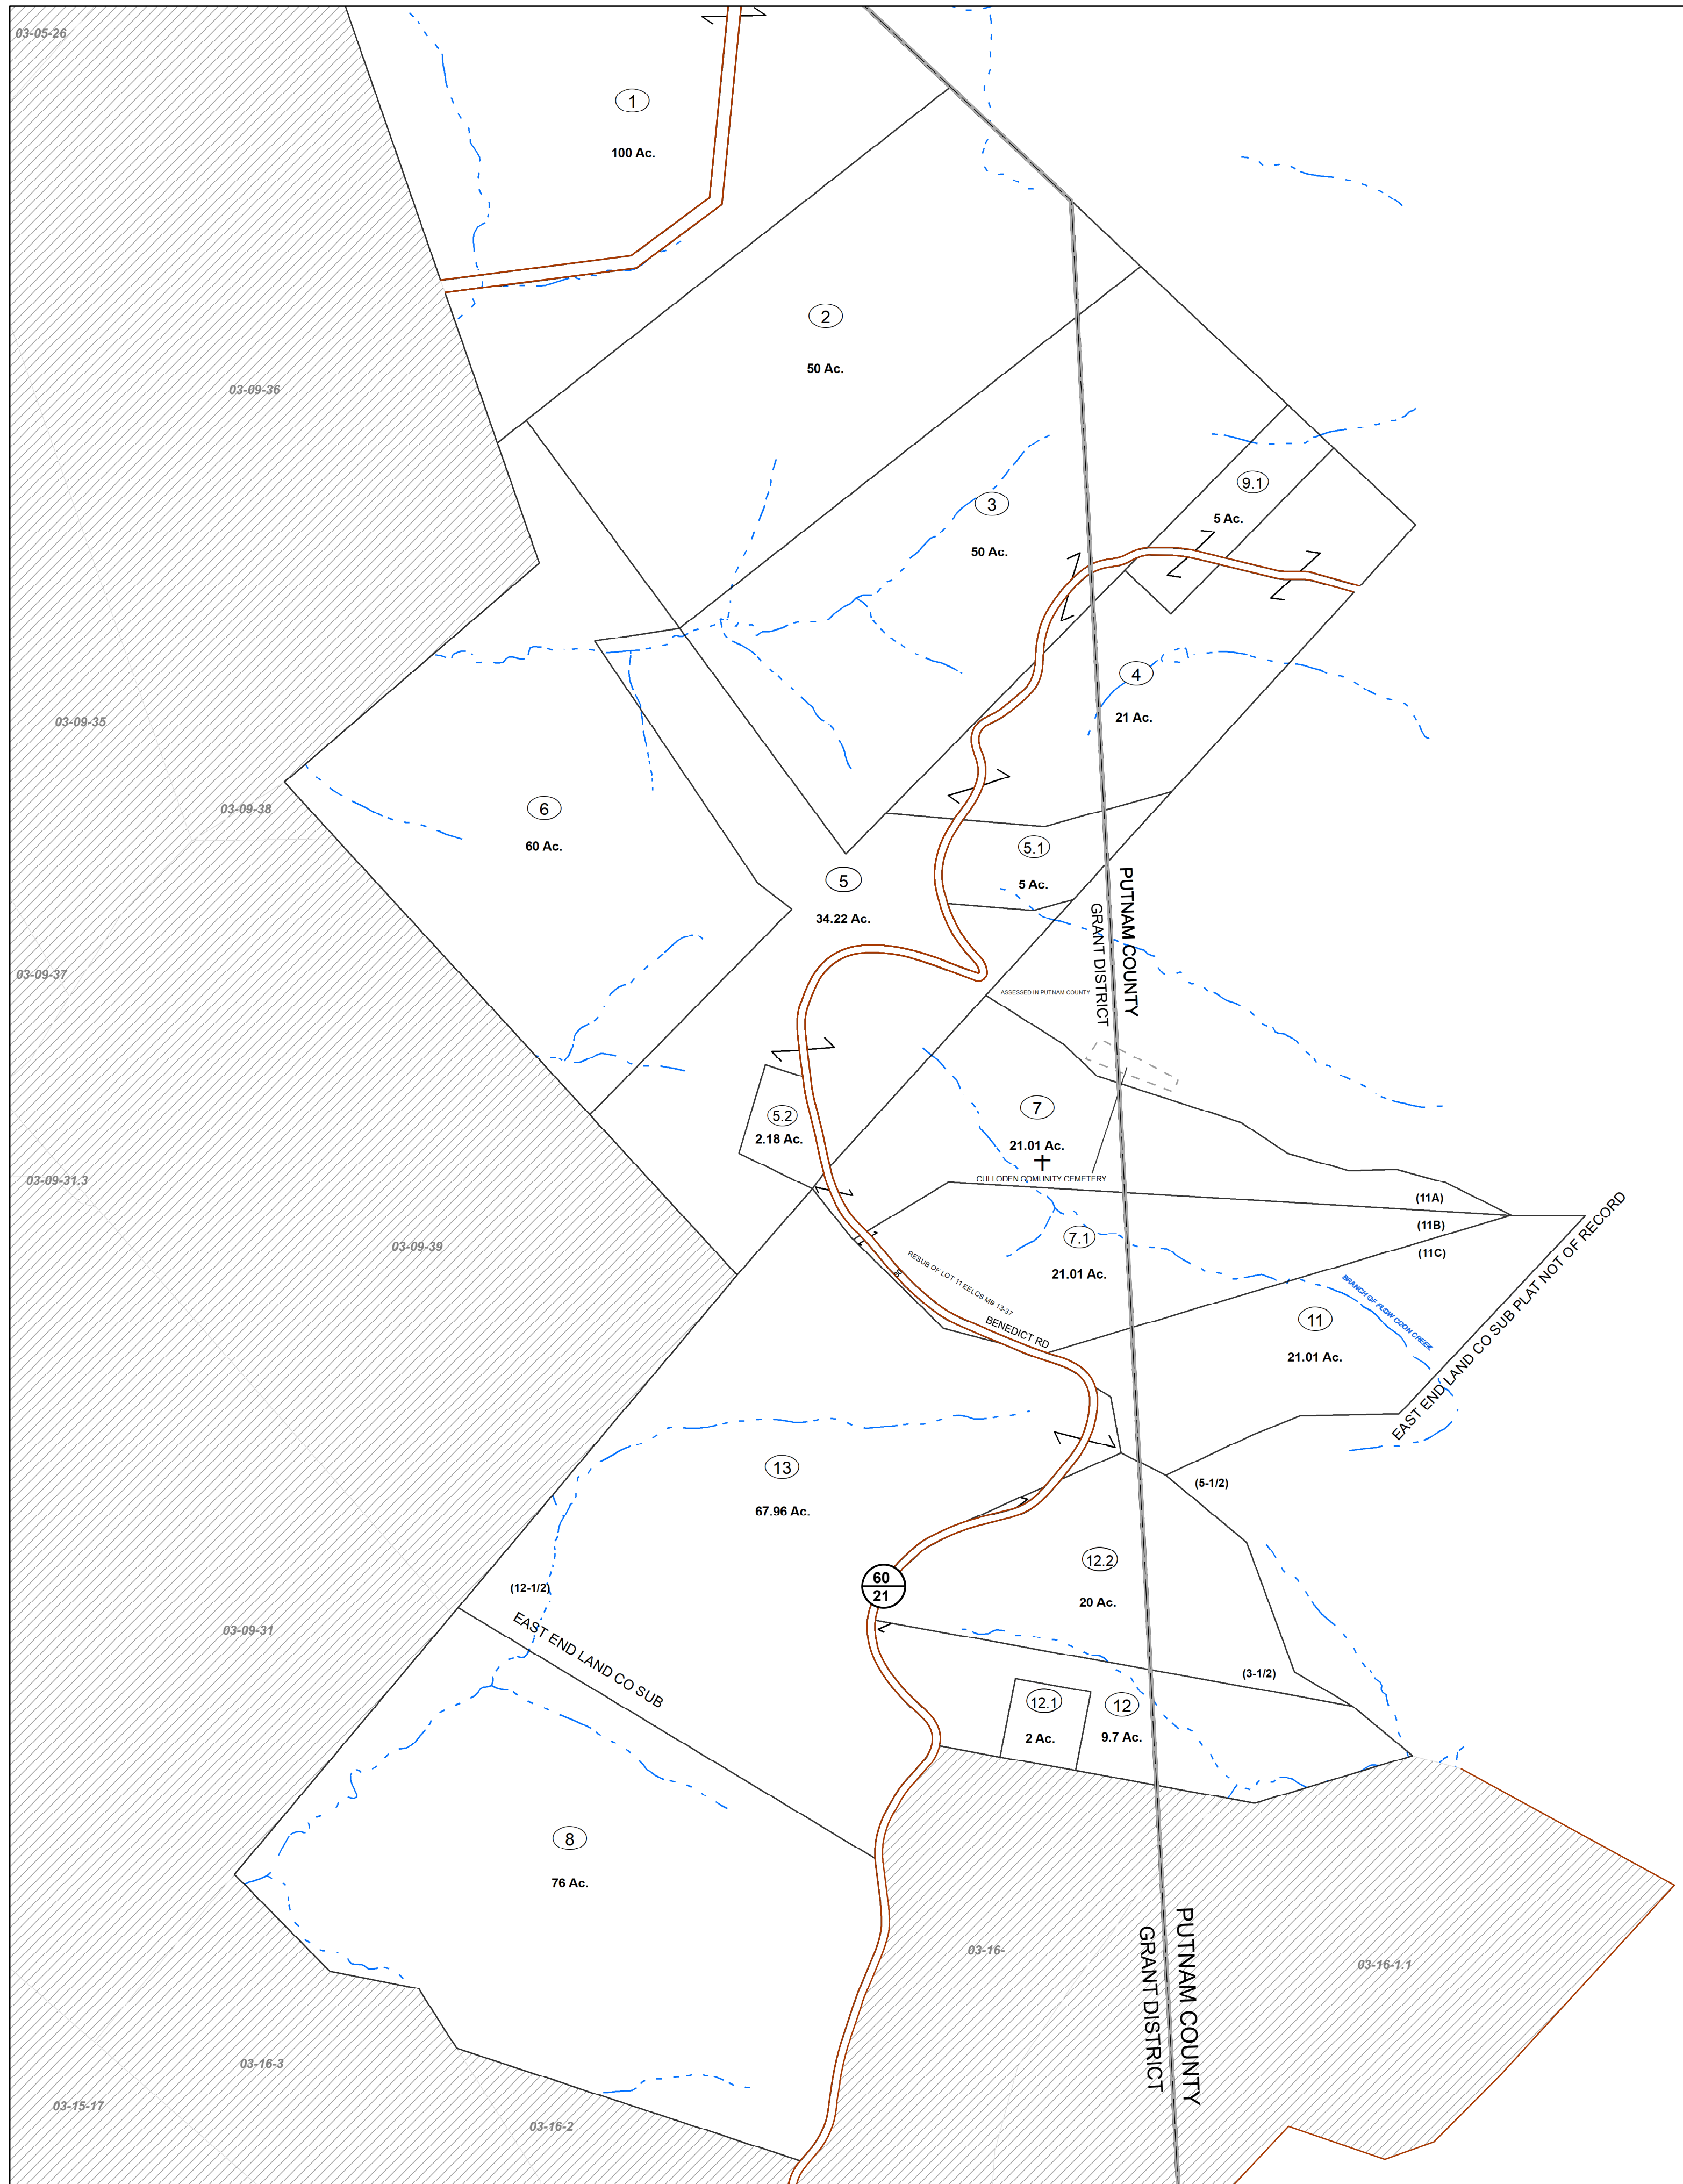 03-05-26
1
100 Ac.
2
50 Ac.
03-09-36
9.1
5 Ac.
3
50 Ac.
4
21 Ac.
03-09-35
03-09-38
6
60 Ac.
5.1
5 Ac.
5
34.22 Ac.
PUTNAM COUNTY
GRANT DISTRICT
03-09-37
ASSESSED IN PUTNAM COUNTY
5.2
2.18 Ac.
7
21.01 Ac.
CULLODEN COMUNITY CEMETERY
03-09-31.3
(11A)
(11B)
(11C)
7.1
21.01 Ac.
03-09-39
RESUB OF LOT 11 EELCS MB 13-37
BENEDICT RD
BRANCH OF FLOW COON CREEK
11
21.01 Ac.
EAST END LAND CO SUB PLAT NOT OF RECORD
13
67.96 Ac.
(5-1/2)
12.2
20 Ac.
60
21
(12-1/2)
EAST END LAND CO SUB
03-09-31
(3-1/2)
12.1
2 Ac.
12
9.7 Ac.
8
76 Ac.
PUTNAM COUNTY
GRANT DISTRICT
03-16-
03-16-1.1
03-16-3
03-15-17
03-16-2